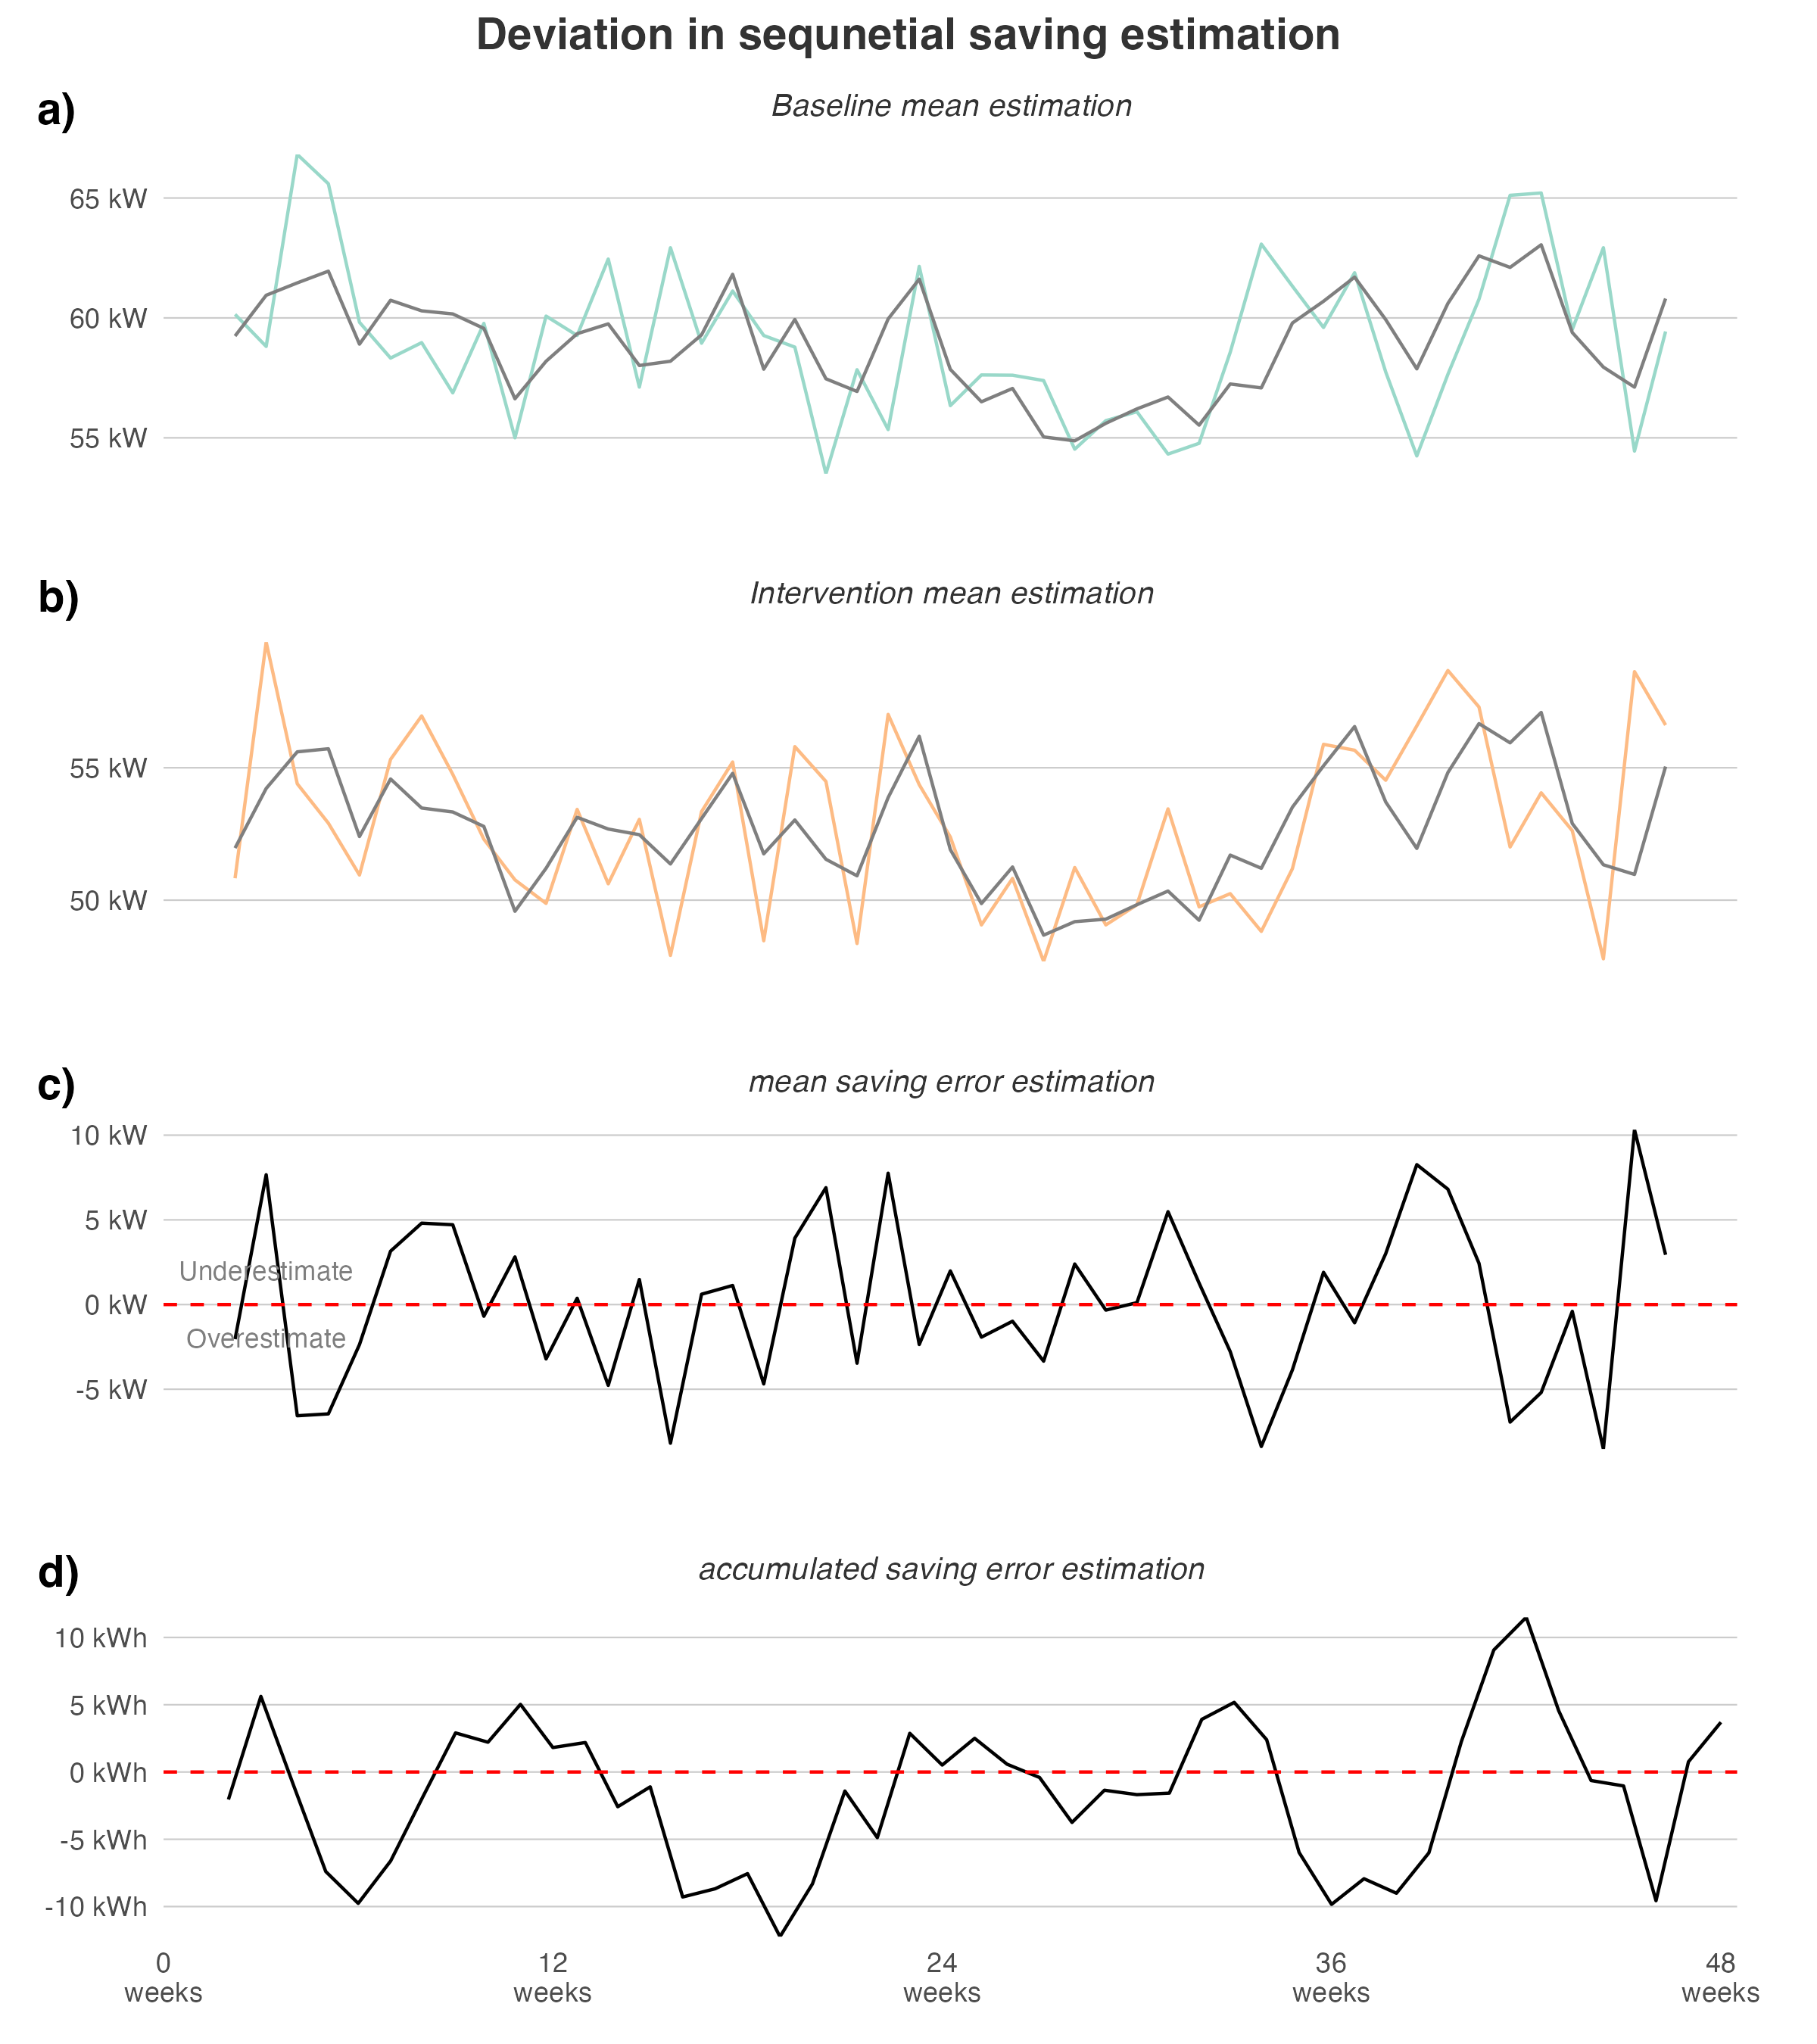 Deviation in sequnetial saving estimation
a)
Baseline mean estimation
65 kW
60 kW
55 kW
b)
Intervention mean estimation
55 kW
50 kW
c)
mean saving error estimation
10 kW
5 kW
Underestimate
0 kW
Overestimate
-5 kW
d)
accumulated saving error estimation
10 kWh
5 kWh
0 kWh
-5 kWh
-10 kWh
0 12 24 36 48
weeks weeks weeks weeks weeks